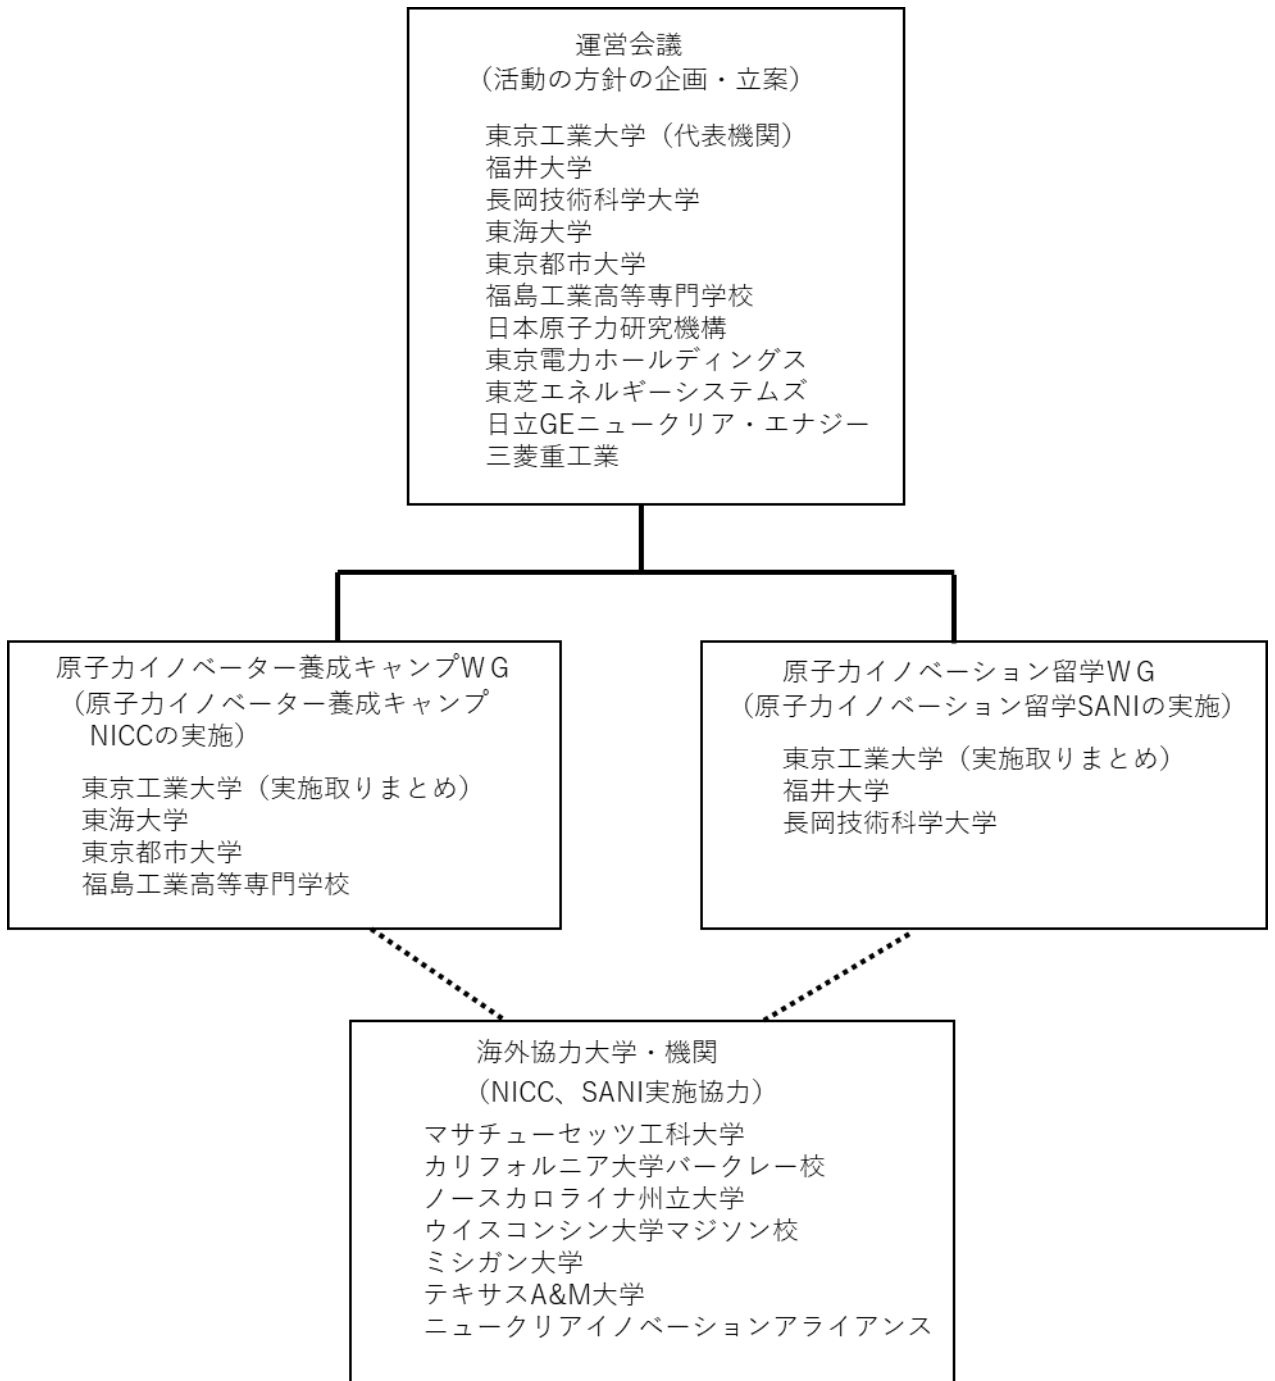 運営会議
（活動の方針の企画・立案）
東京工業大学（代表機関）
福井大学
長岡技術科学大学
東海大学
東京都市大学
福島工業高等専門学校
日本原子力研究機構
東京電力ホールディングス
東芝エネルギーシステムズ
日立GEニュークリア・エナジー
三菱重工業
原子力イノベーター養成キャンプＷＧ
（原子力イノベーター養成キャンプ
NICCの実施）
東京工業大学（実施取りまとめ）
東海大学
東京都市大学
福島工業高等専門学校
原子力イノベーション留学ＷＧ
（原子力イノベーション留学SANIの実施）
東京工業大学（実施取りまとめ）
福井大学
長岡技術科学大学
海外協力大学・機関
（NICC、SANI実施協力）
マサチューセッツ工科大学
カリフォルニア大学バークレー校
ノースカロライナ州立大学
ウイスコンシン大学マジソン校
ミシガン大学
テキサスA&M大学
ニュークリアイノベーションアライアンス